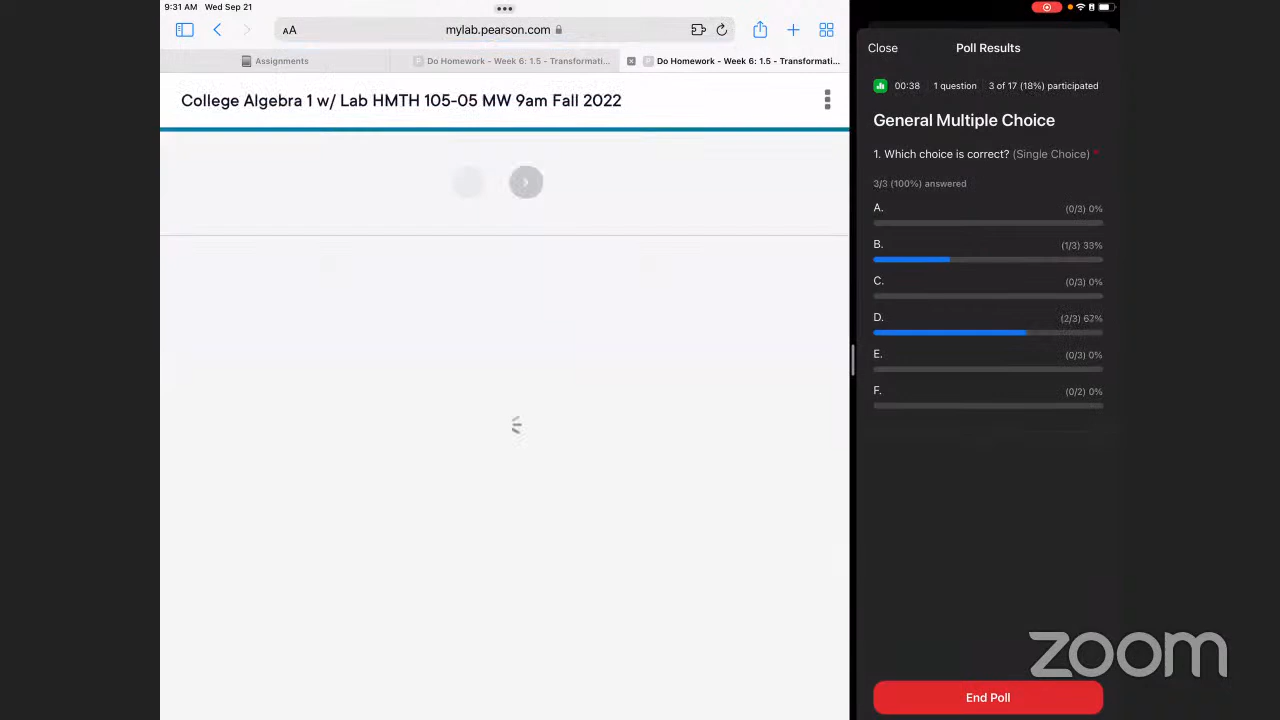 9:31 AM Wed Sep 21
AA
mylab.pearson.com
Assignments
Do Homework - Week 6: 1.5 - Transformati...
Do Homework - Week 6: 1.5 - Transformati...
College Algebra 1 w/ Lab HMTH 105-05 MW 9am Fall 2022
Close
Poll Results
00:38 1 question 3 of 17 (18%) participated
General Multiple Choice
1. Which choice is correct? (Single Choice) *
3/3 (100%) answered
A. (0/3) 0%
B. (1/3) 33%
C. (0/3) 0%
D. (2/3) 67%
E. (0/3) 0%
F. (0/2) 0%
zoom
End Poll